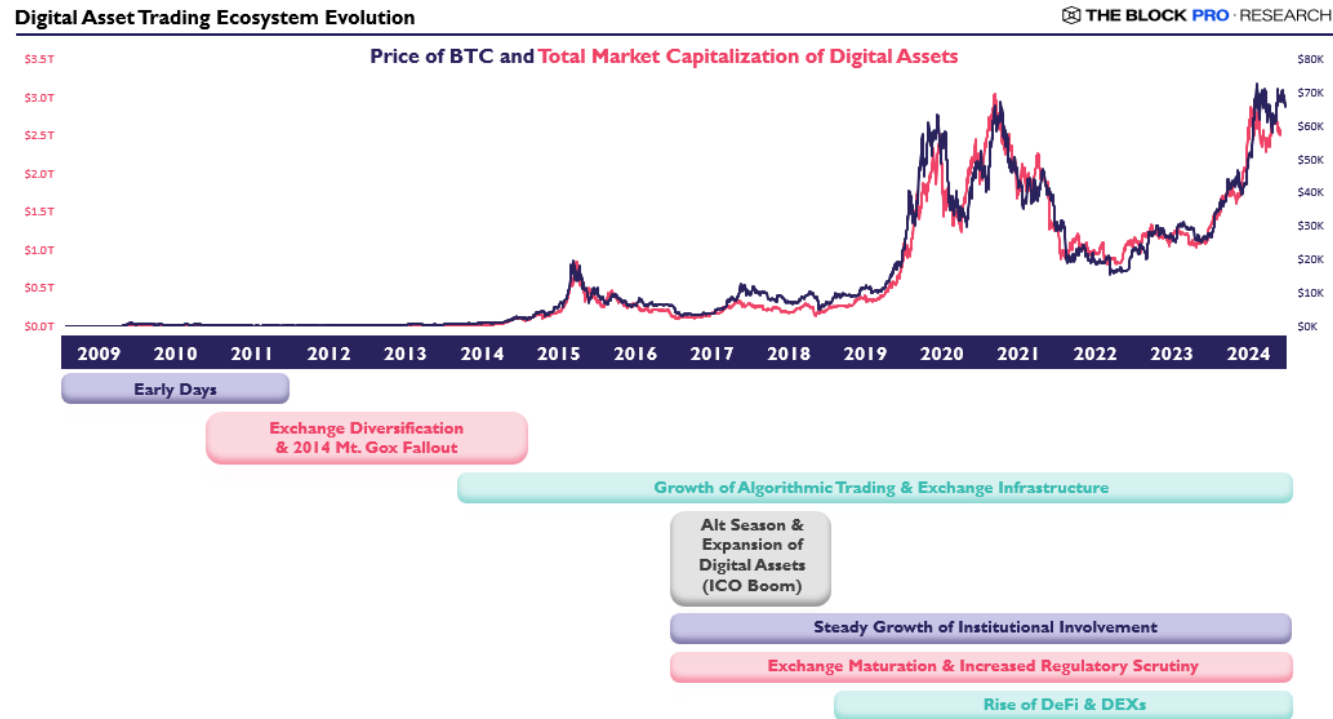 Digital Asset Trading Ecosystem Evolution
THE BLOCK PRO · RESEARCH
Price of BTC and Total Market Capitalization of Digital Assets
$3.5T
$3.0T
$2.5T
$2.0T
$1.5T
$1.0T
$0.5T
$0.0T
$80K
$70K
$60K
$50K
$40K
$30K
$20K
$10K
$0K
2009 2010 2011 2012 2013 2014 2015 2016 2017 2018 2019 2020 2021 2022 2023 2024
Early Days
Exchange Diversification
& 2014 Mt. Gox Fallout
Growth of Algorithmic Trading & Exchange Infrastructure
Alt Season &
Expansion of
Digital Assets
(ICO Boom)
Steady Growth of Institutional Involvement
Exchange Maturation & Increased Regulatory Scrutiny
Rise of DeFi & DEXs